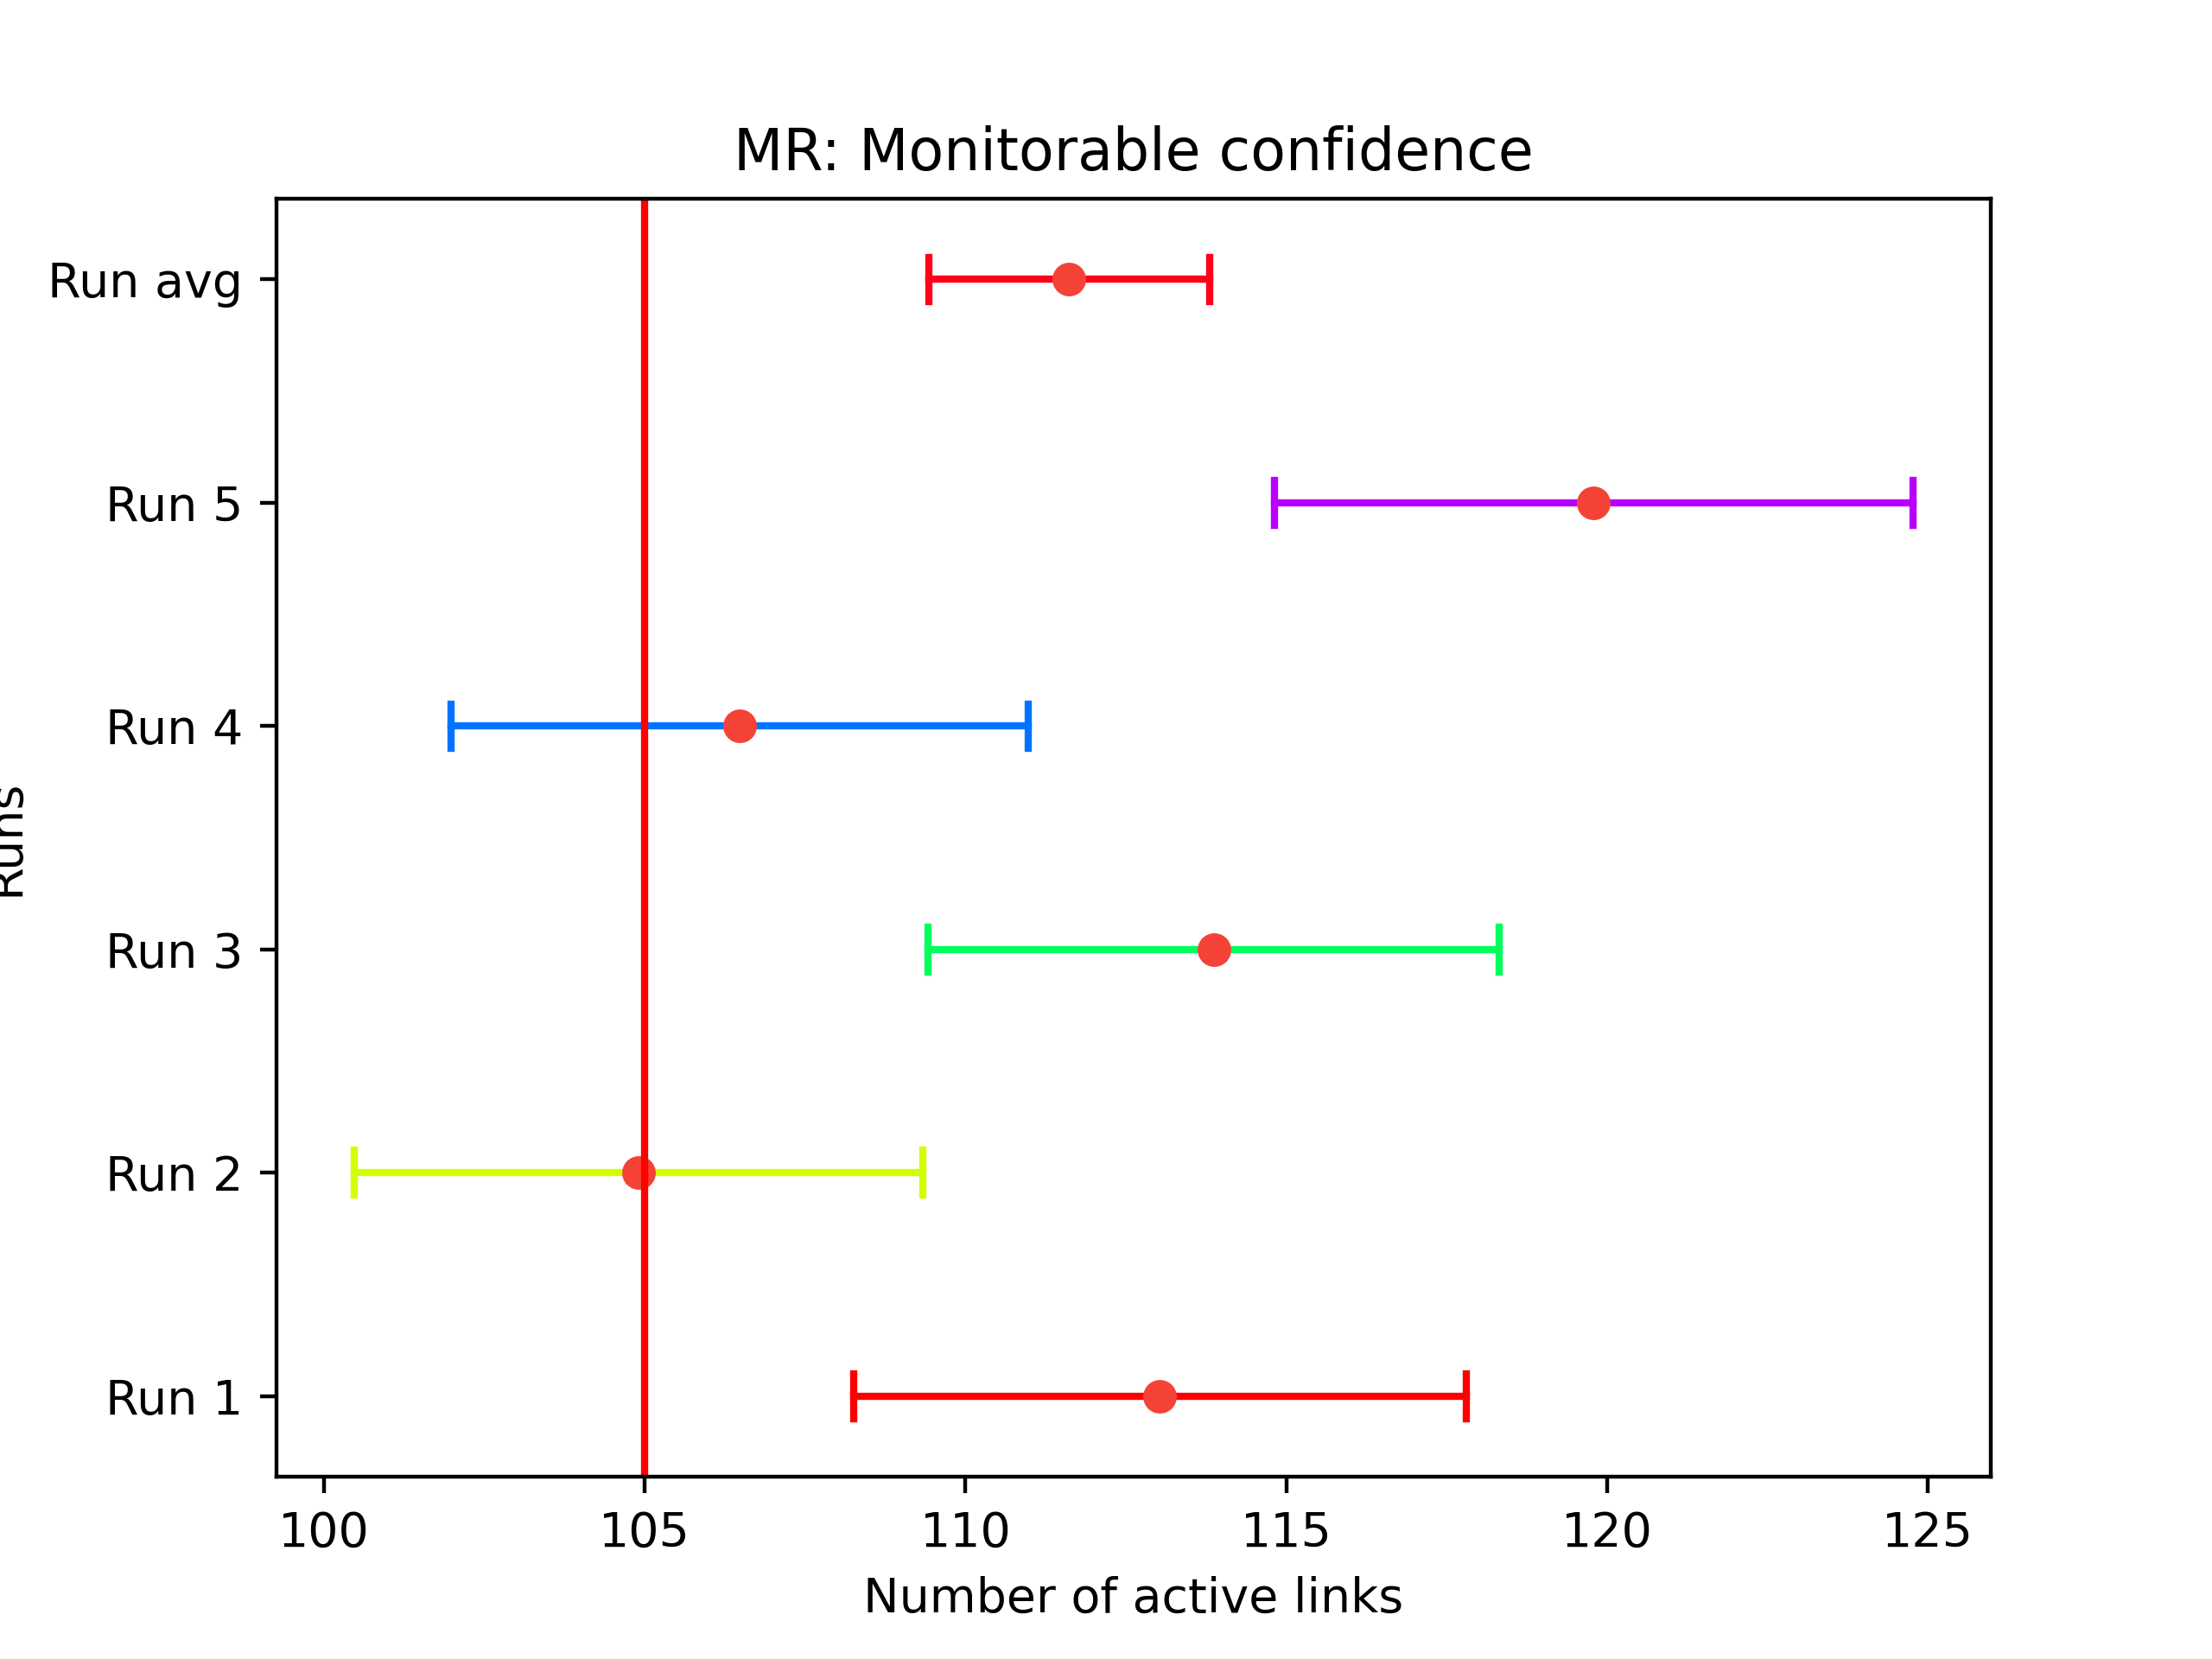 MR: Monitorable confidence
Run avg
Run 5
Run 4
Run 3
Run 2
Run 1
Runs
100 105 110 115 120 125
Number of active links